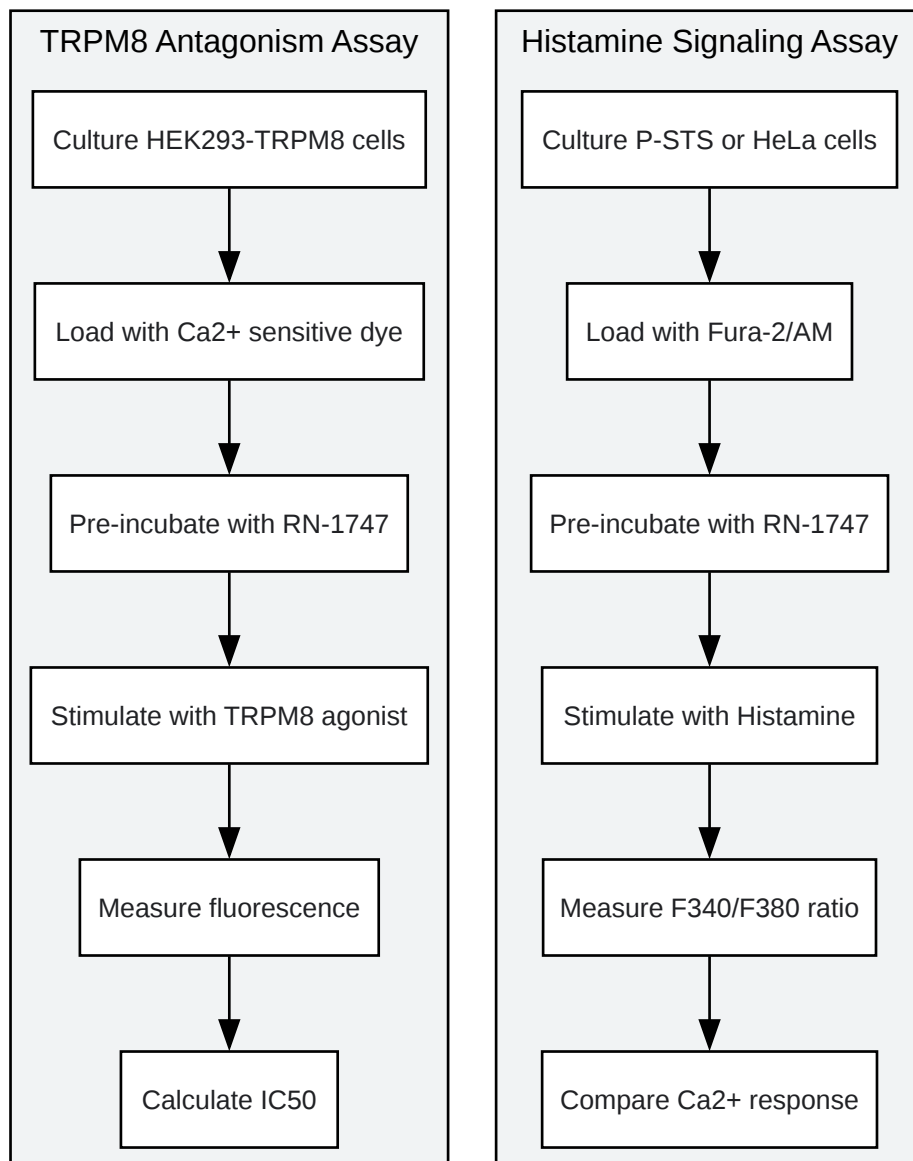 TRPM8 Antagonism Assay
Culture HEK293-TRPM8 cells
Load with Ca2+ sensitive dye
Pre-incubate with RN-1747
Stimulate with TRPM8 agonist
Measure fluorescence
Calculate IC50
Histamine Signaling Assay
Culture P-STS or HeLa cells
Load with Fura-2/AM
Pre-incubate with RN-1747
Stimulate with Histamine
Measure F340/F380 ratio
Compare Ca2+ response